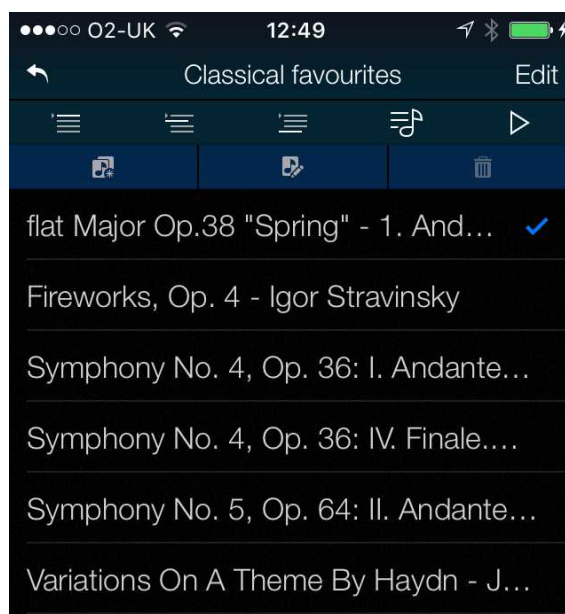 O2-UK 12:49
Classical favourites Edit
flat Major Op.38 "Spring" - 1. And...
Fireworks, Op. 4 - Igor Stravinsky
Symphony No. 4, Op. 36: I. Andante...
Symphony No. 4, Op. 36: IV. Finale....
Symphony No. 5, Op. 64: II. Andante...
Variations On A Theme By Haydn - J...